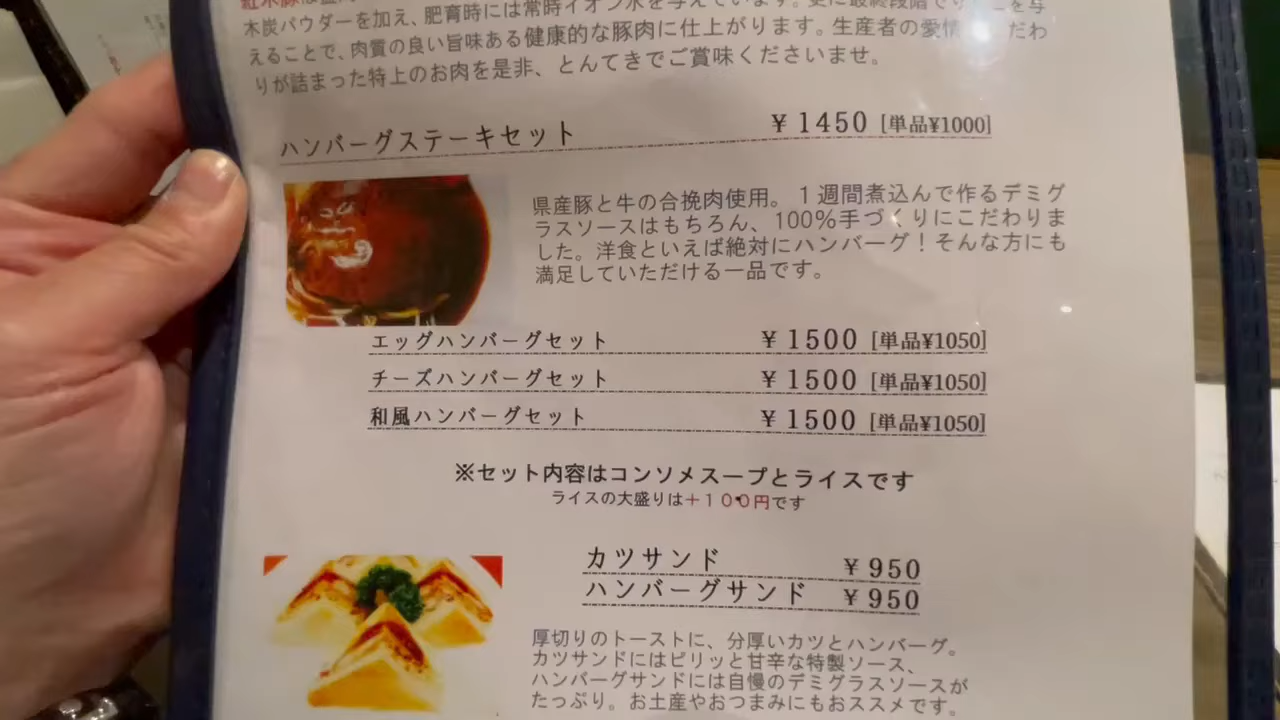 木炭パウダーを加え、肥育時には常時イオン水を与えています。更に最終段階で
えることで、肉質の良い旨味ある健康的な豚肉に仕上がります。生産者の愛情 だわ
りが詰まった特上のお肉を是非、とんてきでご賞味くださいませ。
ハンバーグステーキセット ￥1450 [単品¥1000]
県産豚と牛の合挽肉使用。１週間煮込んで作るデミグ
ラスソースはもちろん、100％手づくりにこだわりま
した。洋食といえば絶対にハンバーグ！そんな方にも
満足していただける一品です。
エッグハンバーグセット ￥1500 [単品¥1050]
チーズハンバーグセット ￥1500 [単品¥1050]
和風ハンバーグセット ￥1500 [単品¥1050]
※セット内容はコンソメスープとライスです
ライスの大盛りは＋１００円です
カツサンド ￥950
ハンバーグサンド ￥950
厚切りのトーストに、分厚いカツとハンバーグ。
カツサンドにはピリッと甘辛な特製ソース、
ハンバーグサンドには自慢のデミグラスソースが
たっぷり。お土産やおつまみにもおススメです。